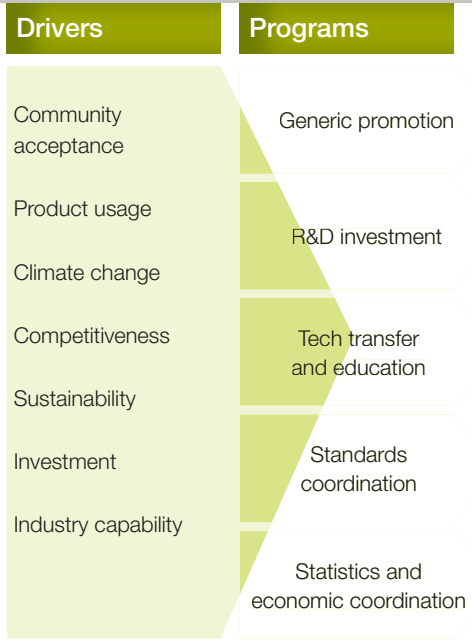 Drivers
Community
acceptance
Product usage
Climate change
Competitiveness
Sustainability
Investment
Industry capability
Programs
Generic promotion
R&D investment
Tech transfer
and education
Standards
coordination
Statistics and
economic coordination